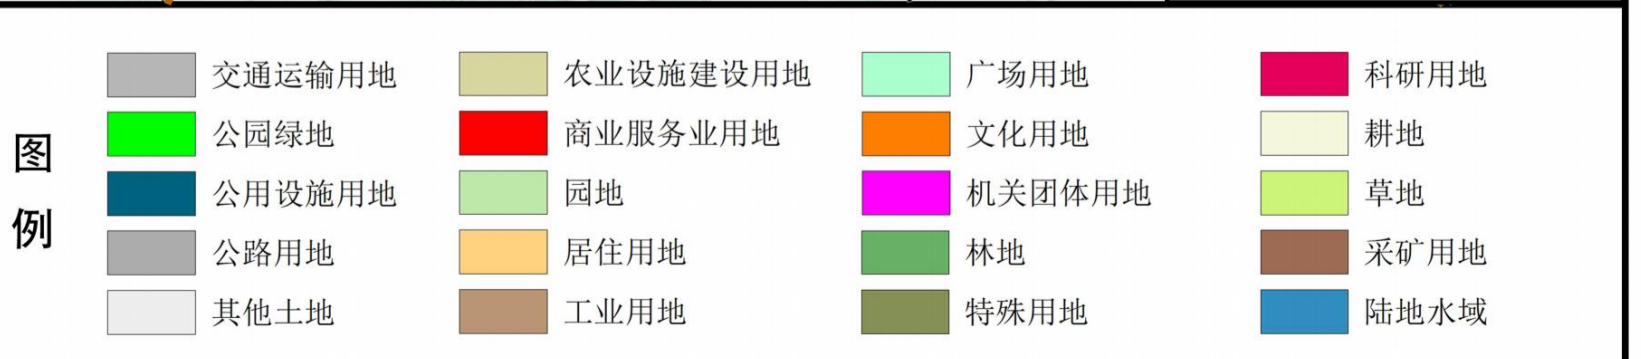 图例
交通运输用地 农业设施建设用地 广场用地 科研用地
公园绿地 商业服务业用地 文化用地 耕地
公用设施用地 园地 机关团体用地 草地
公路用地 居住用地 林地 采矿用地
其他土地 工业用地 特殊用地 陆地水域